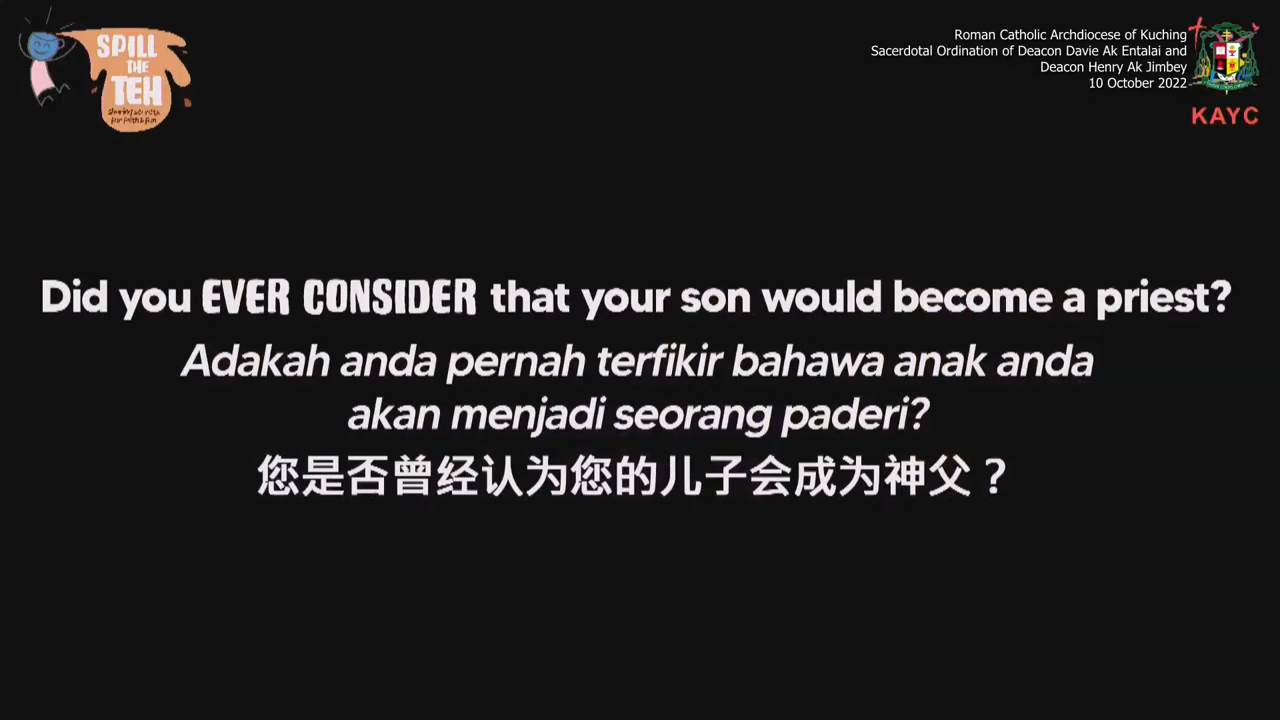 SPILL
THE
TEH
Roman Catholic Archdiocese of Kuching
Sacerdotal Ordination of Deacon Davie Ak Entalai and
Deacon Henry Ak Jimbey
10 October 2022
KAYC
Did you EVER CONSIDER that your son would become a priest?
Adakah anda pernah terfikir bahawa anak anda
akan menjadi seorang paderi?
您是否曾经认为您的儿子会成为神父？